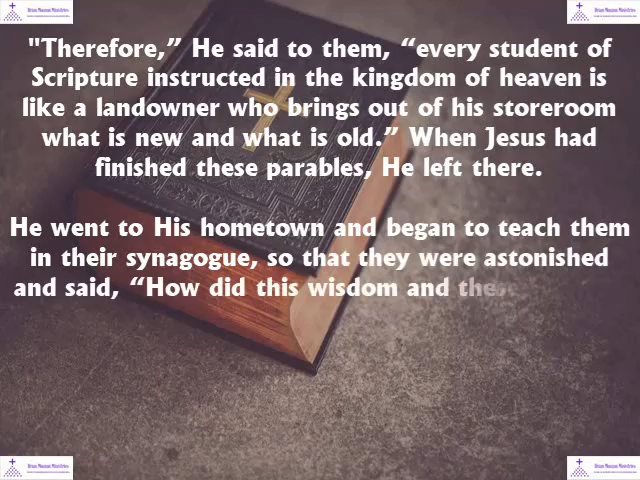 "Therefore,” He said to them, “every student of
Scripture instructed in the kingdom of heaven is
like a landowner who brings out of his storeroom
what is new and what is old.” When Jesus had
finished these parables, He left there.
He went to His hometown and began to teach them
in their synagogue, so that they were astonished
and said, “How did this wisdom and the